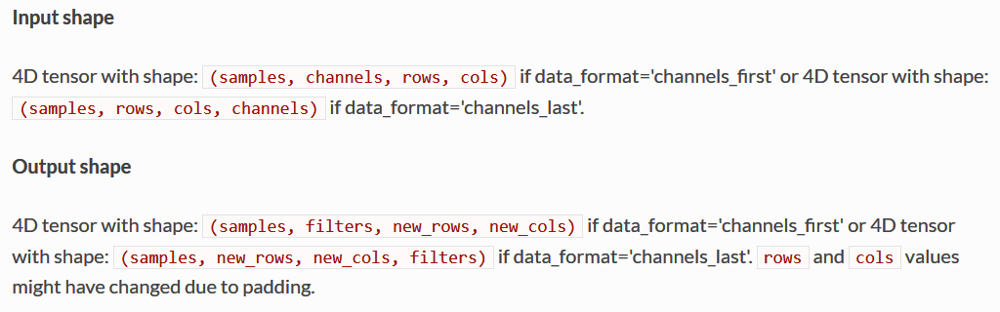 Input shape
4D tensor with shape: (samples, channels, rows, cols) if data_format='channels_first' or 4D tensor with shape:
(samples, rows, cols, channels) if data_format='channels_last'.
Output shape
4D tensor with shape: (samples, filters, new_rows, new_cols) if data_format='channels_first' or 4D tensor
with shape: (samples, new_rows, new_cols, filters) if data_format='channels_last'. rows and cols values
might have changed due to padding.